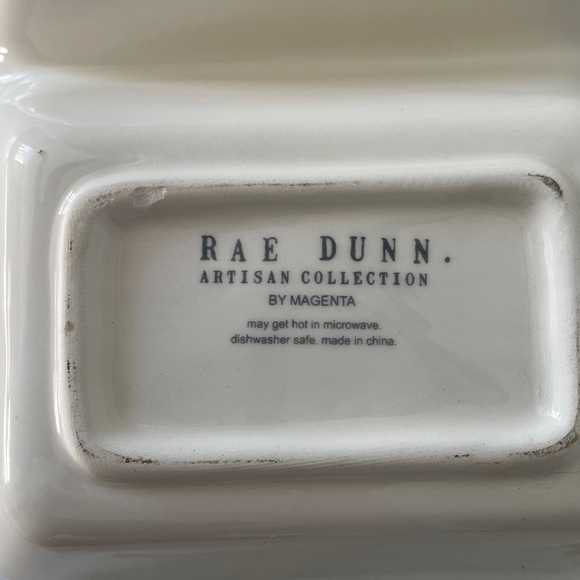 RAE DUNN.
ARTISAN COLLECTION
BY MAGENTA
may get hot in microwave.
dishwasher safe. made in china.